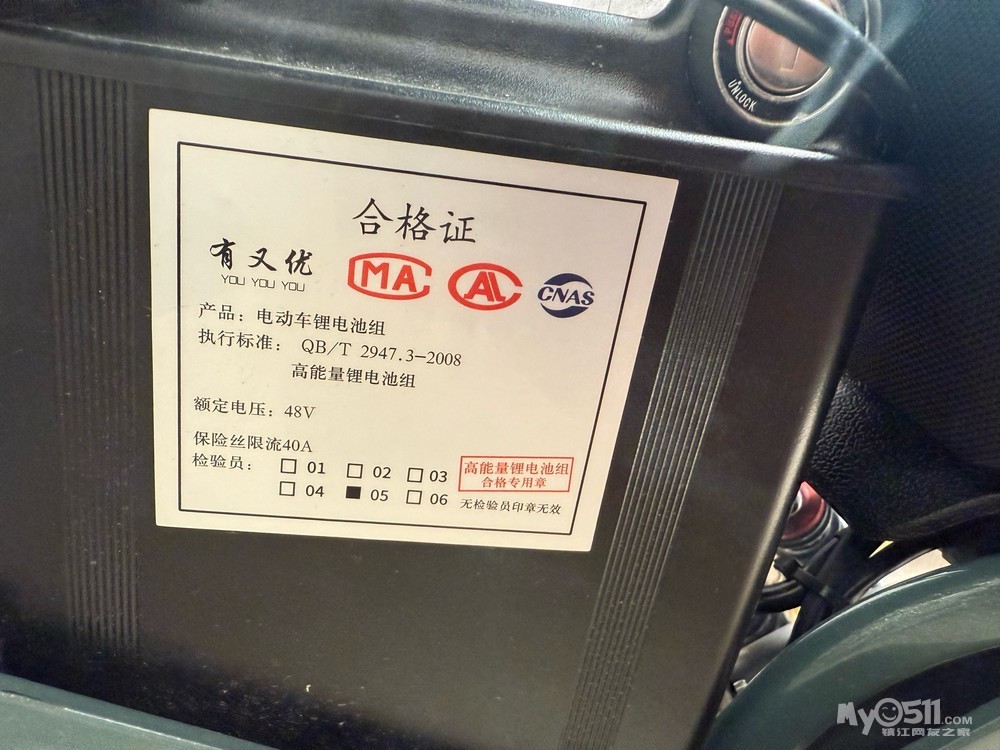 UNLOCK
合格证
有又优
YOU YOU YOU
MA
AL
CNAS
产品：电动车锂电池组
执行标准： QB/T 2947.3-2008
高能量锂电池组
额定电压：48V
保险丝限流40A
检验员： □ 01 □ 02 □ 03
□ 04 ■ 05 □ 06
高能量锂电池组
合格专用章
无检验员印章无效
My0511.COM
镇江网友之家